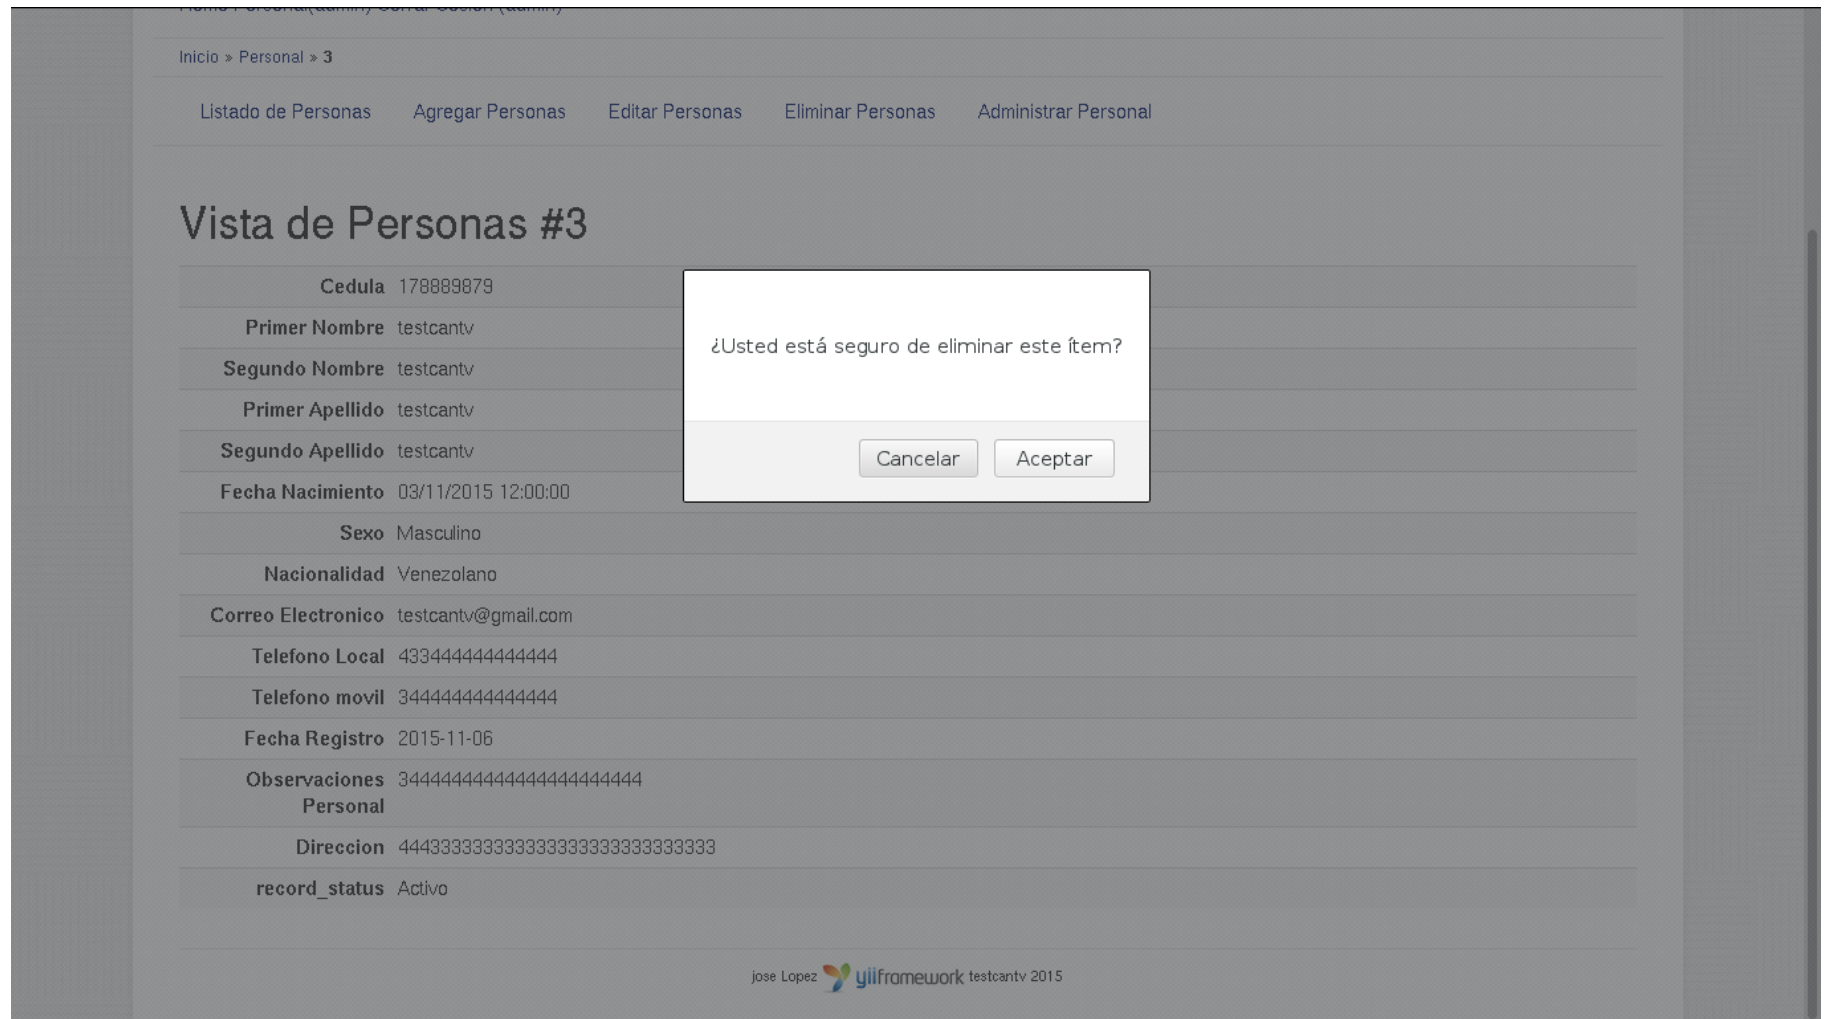 Inicio » Personal » 3
Listado de Personas Agregar Personas Editar Personas Eliminar Personas Administrar Personal
Vista de Personas #3
Cedula 178889879
Primer Nombre testcantv
Segundo Nombre testcantv
Primer Apellido testcantv
Segundo Apellido testcantv
Fecha Nacimiento 03/11/2015 12:00:00
Sexo Masculino
Nacionalidad Venezolano
Correo Electronico testcantv@gmail.com
Telefono Local 433444444444444
Telefono movil 344444444444444
Fecha Registro 2015-11-06
Observaciones
Personal
record_status Activo
¿Usted está seguro de eliminar este ítem?
Cancelar Aceptar
jose Lopez yiiframework testcantv 2015